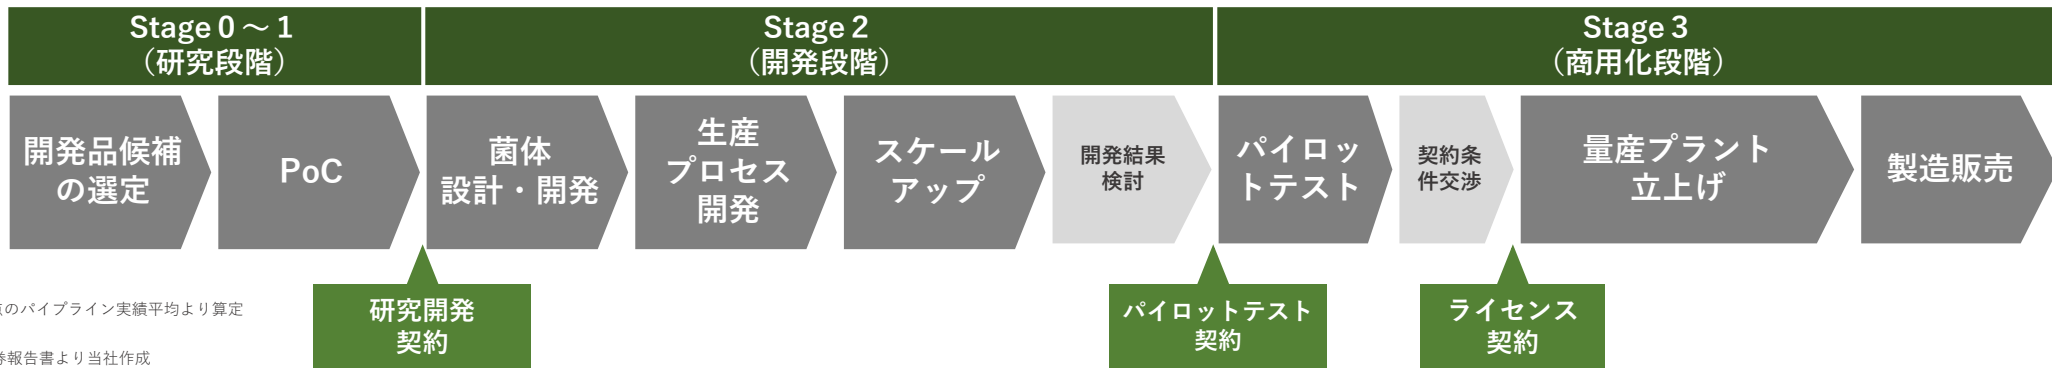 Stage 0 ～ 1
（研究段階）
Stage 2
（開発段階）
Stage 3
（商用化段階）
開発品候補
の選定
PoC
菌体
設計・開発
生産
プロセス
開発
スケール
アップ
開発結果
検討
パイロッ
トテスト
契約条
件交渉
量産プラント
立上げ
製造販売
研究開発
契約
パイロットテスト
契約
ライセンス
契約
のパイプライン実績平均より算定
報告書より当社作成